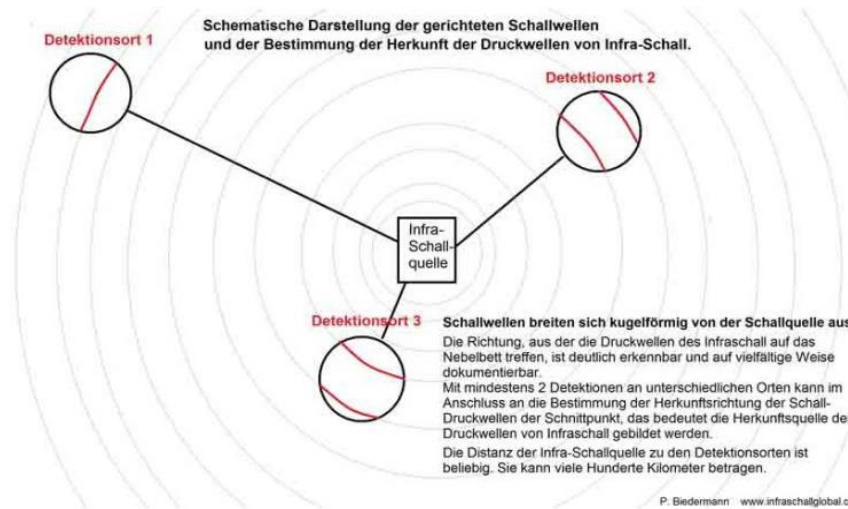 Schematische Darstellung der gerichteten Schallwellen
und der Bestimmung der Herkunft der Druckwellen von Infra-Schall.
Detektionsort 1
Detektionsort 2
Infra-
Schall-
quelle
Detektionsort 3
Schallwellen breiten sich kugelförmig von der Schallquelle aus
Die Richtung, aus der die Druckwellen des Infraschall auf das
Nebelbett treffen, ist deutlich erkennbar und auf vielfältige Weise
dokumentierbar.
Mit mindestens 2 Detektionen an unterschiedlichen Orten kann im
Anschluss an die Bestimmung der Herkunftsrichtung der Schall-
Druckwellen der Schnittpunkt, das bedeutet die Herkunftsquelle de
Druckwellen von Infraschall gebildet werden.
Die Distanz der Infra-Schallquelle zu den Detektionsorten ist
beliebig. Sie kann viele Hunderte Kilometer betragen.
P. Biedermann www.infraschallglobal.c